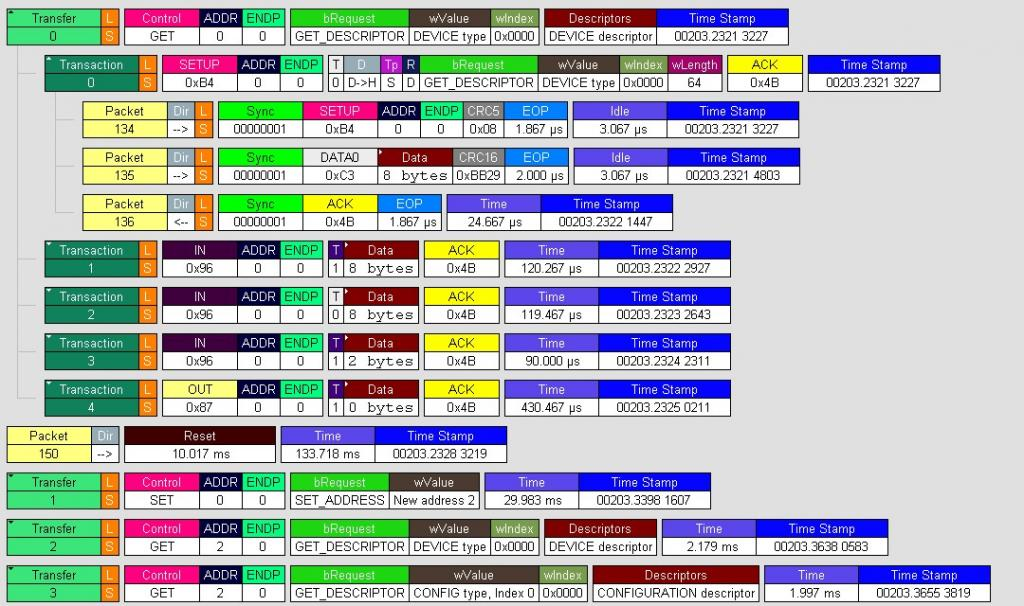 Transfer L Control ADDR ENDP bRequest wValue wIndex Descriptors Time Stamp
0 S GET 0 0 GET_DESCRIPTOR DEVICE type 0x0000 DEVICE descriptor 00203.2321 3227
Transaction L SETUP ADDR ENDP T D Tp R bRequest wValue wIndex wLength ACK Time Stamp
0 S 0xB4 0 0 0 D->H S D GET_DESCRIPTOR DEVICE type 0x0000 64 0x4B 00203.2321 3227
Packet Dir L Sync SETUP ADDR ENDP CRC5 EOP Idle Time Stamp
134 --> S 00000001 0xB4 0 0 0x08 1.867 µs 3.067 µs 00203.2321 3227
Packet Dir L Sync DATA0 Data CRC16 EOP Idle Time Stamp
135 --> S 00000001 0xC3 8 bytes 0xBB29 2.000 µs 3.067 µs 00203.2321 4803
Packet Dir L Sync ACK EOP Time Time Stamp
136 <-- S 00000001 0x4B 1.867 µs 24.667 µs 00203.2322 1447
Transaction L IN ADDR ENDP T Data ACK Time Time Stamp
1 S 0x96 0 0 1 8 bytes 0x4B 120.267 µs 00203.2322 2927
Transaction L IN ADDR ENDP T Data ACK Time Time Stamp
2 S 0x96 0 0 0 8 bytes 0x4B 119.467 µs 00203.2323 2643
Transaction L IN ADDR ENDP T Data ACK Time Time Stamp
3 S 0x96 0 0 1 2 bytes 0x4B 90.000 µs 00203.2324 2311
Transaction L OUT ADDR ENDP T Data ACK Time Time Stamp
4 S 0x87 0 0 1 0 bytes 0x4B 430.467 µs 00203.2325 0211
Packet Dir Reset Time Time Stamp
150 --> 10.017 ms 133.718 ms 00203.2328 3219
Transfer L Control ADDR ENDP bRequest wValue Time Time Stamp
1 S SET 0 0 SET_ADDRESS New address 2 29.983 ms 00203.3398 1607
Transfer L Control ADDR ENDP bRequest wValue wIndex Descriptors Time Time Stamp
2 S GET 2 0 GET_DESCRIPTOR DEVICE type 0x0000 DEVICE descriptor 2.179 ms 00203.3638 0583
Transfer L Control ADDR ENDP bRequest wValue wIndex Descriptors Time Time Stamp
3 S GET 2 0 GET_DESCRIPTOR CONFIG type, Index 0 0x0000 CONFIGURATION descriptor 1.997 ms 00203.3655 3819